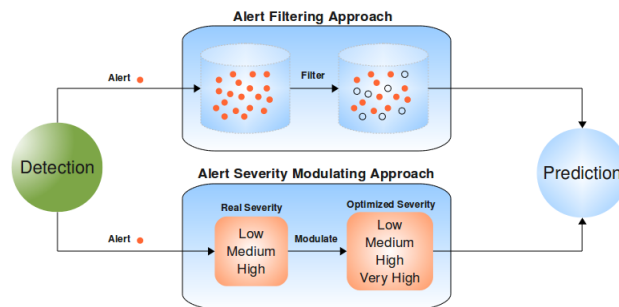 Alert Filtering Approach
Alert
Filter
Detection
Prediction
Alert Severity Modulating Approach
Real Severity
Optimized Severity
Alert
Low
Medium
High
Modulate
Low
Medium
High
Very High